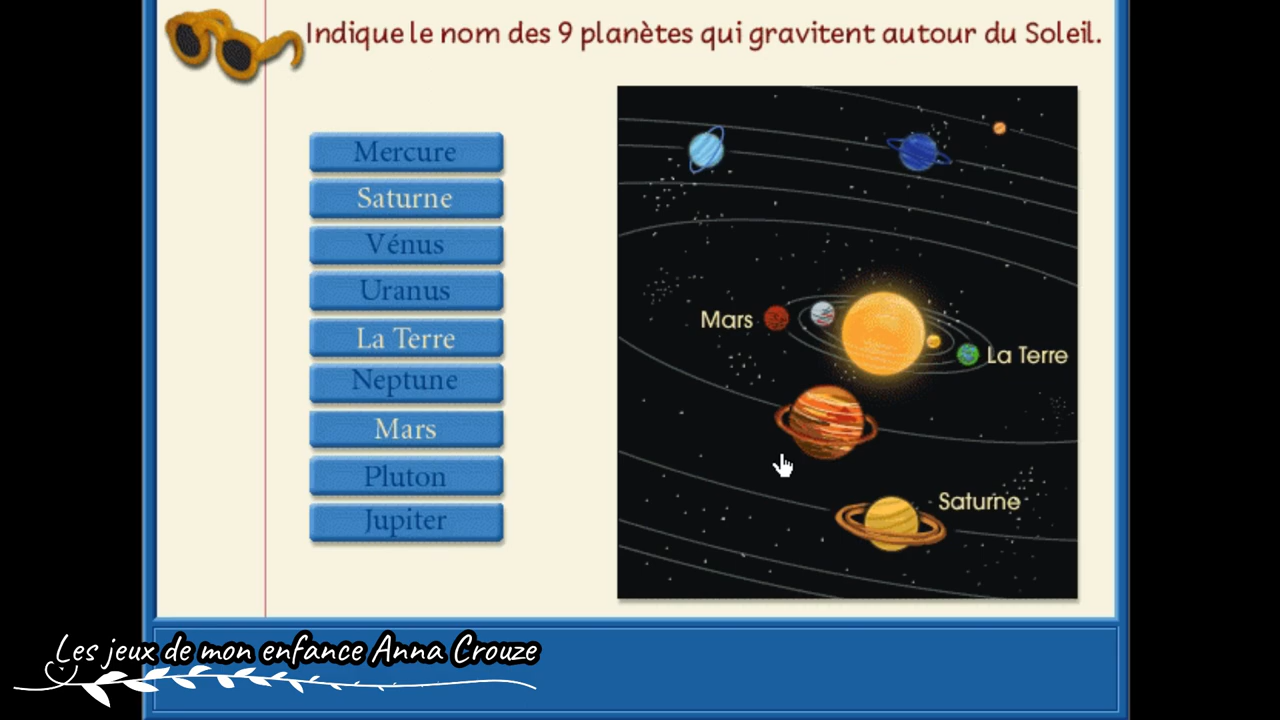 Indique le nom des 9 planètes qui gravitent autour du Soleil.
Mercure
Saturne
Vénus
Uranus
La Terre
Neptune
Mars
Pluton
Jupiter
Mars
La Terre
Saturne
Les jeux de mon enfance Anna Crouze